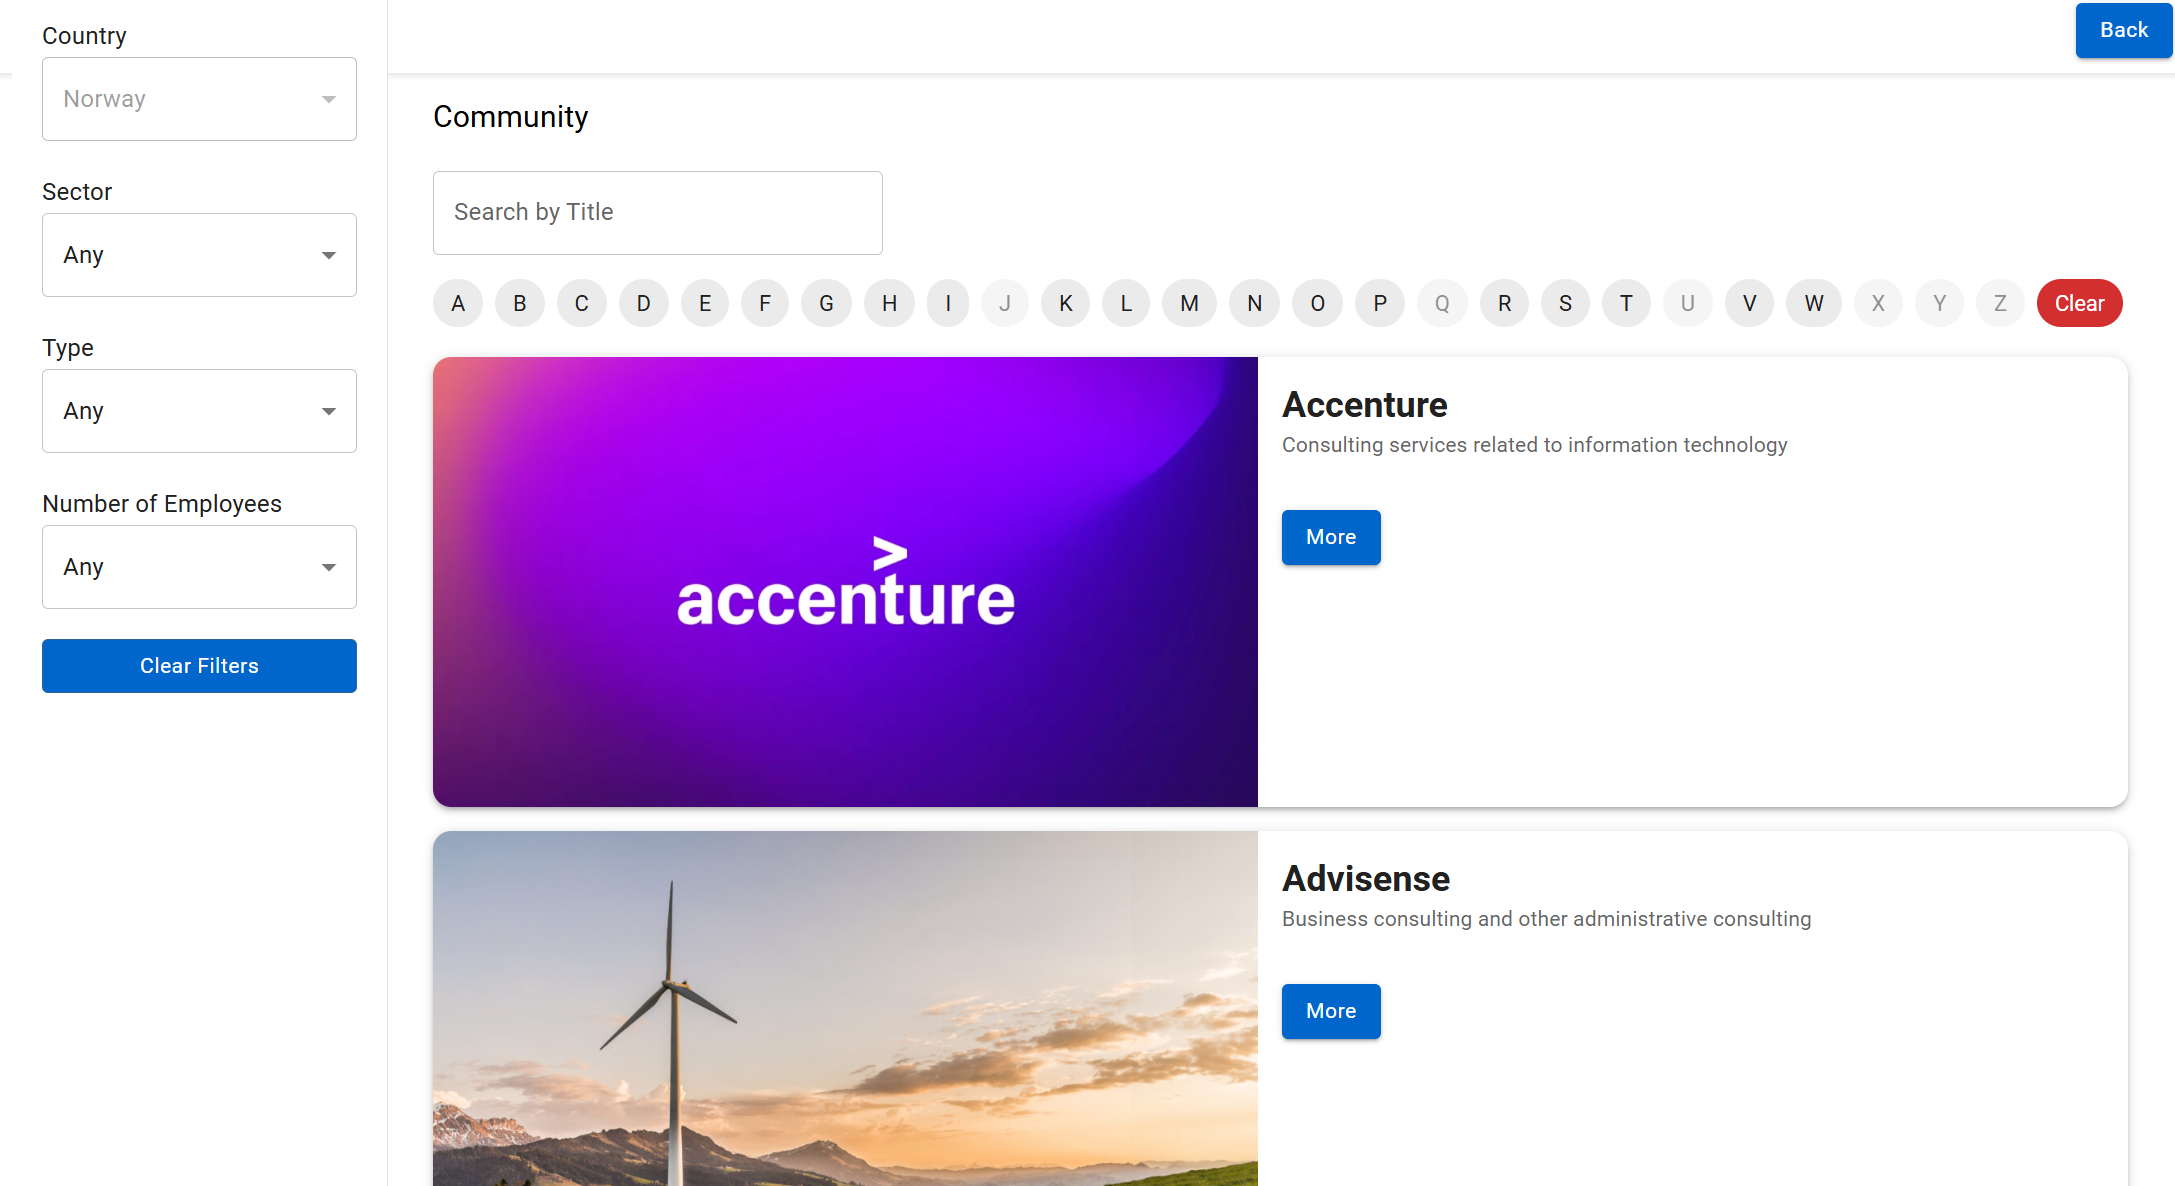 Country
Norway
Sector
Any
Type
Any
Number of Employees
Any
Clear Filters
Back
Community
Search by Title
A B C D E F G H I J K L M N O P Q R S T U V W X Y Z Clear
>
accenture
Accenture
Consulting services related to information technology
More
Advisense
Business consulting and other administrative consulting
More